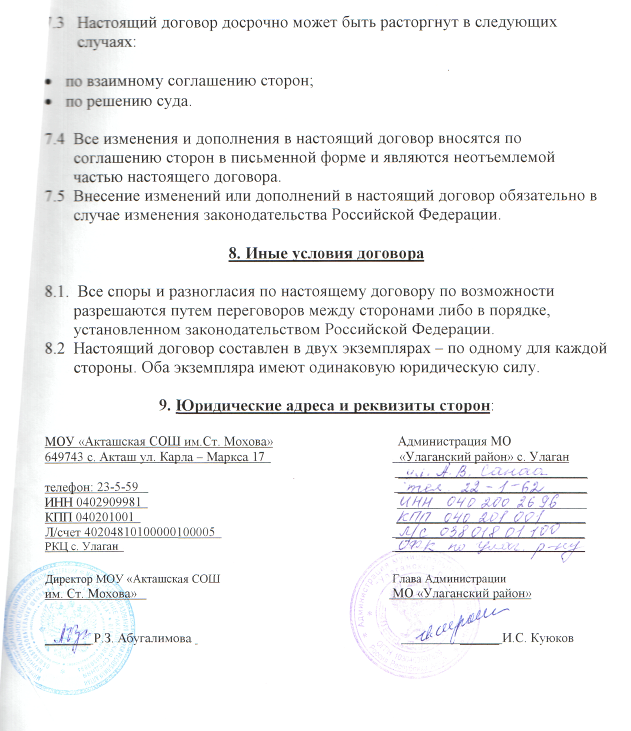 7.3 Настоящий договор досрочно может быть расторгнут в следующих
случаях:
• по взаимному соглашению сторон;
• по решению суда.
7.4 Все изменения и дополнения в настоящий договор вносятся по
соглашению сторон в письменной форме и являются неотъемлемой
частью настоящего договора.
7.5 Внесение изменений или дополнений в настоящий договор обязательно в
случае изменения законодательства Российской Федерации.
8. Иные условия договора
8.1. Все споры и разногласия по настоящему договору по возможности
разрешаются путем переговоров между сторонами либо в порядке,
установленном законодательством Российской Федерации.
8.2 Настоящий договор составлен в двух экземплярах – по одному для каждой
стороны. Оба экземпляра имеют одинаковую юридическую силу.
9. Юридические адреса и реквизиты сторон:
МОУ «Акташская СОШ им.Ст. Мохова»
649743 с. Акташ ул. Карла – Маркса 17
телефон: 23-5-59
ИНН 0402909981
КПП 040201001
Л/счет 40204810100000100005
РКЦ с. Улаган
Директор МОУ «Акташская СОШ
им. Ст. Мохова»
Р.З. Абугалимова
Администрация МО
«Улаганский район» с. Улаган
ул. А.В. Санаа
тел 22-1-62
ИНН 0402002696
КПП 040201001
Л/С 03801801100
ОФК по Улаг. р-ну
Глава Администрации
МО «Улаганский район»
И.С. Куюков